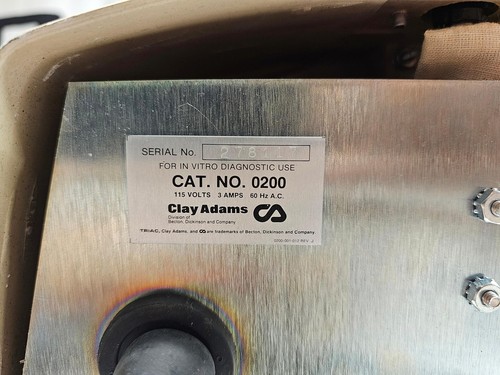 SERIAL No.
FOR IN VITRO DIAGNOSTIC USE
CAT. NO. 0200
115 VOLTS 3 AMPS 60 Hz A.C.
Clay Adams
Division of
Becton, Dickinson and Company
TRIAC, Clay Adams, and are trademarks of Becton, Dickinson and Company